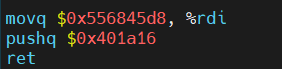 movq $0x556845d8, %rdi
pushq $0x401a16
ret